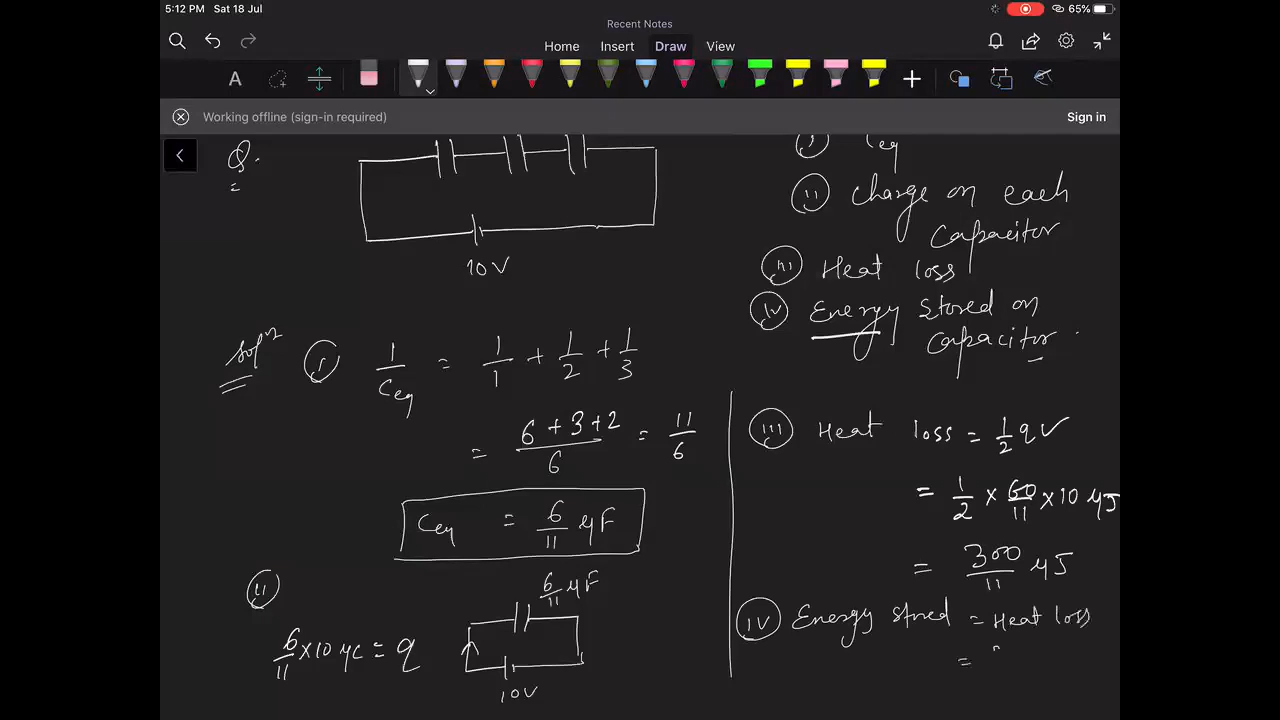 5:12 PM Sat 18 Jul
65%
Recent Notes
Home Insert Draw View
A
Working offline (sign-in required)
Sign in
Q.
=
10V
(i) Ceq
(ii) Charge on each
Capacitor
(iii) Heat loss
(iv) Energy Stored on
Capacitor.
Solⁿ (i) 1/Ceq = 1/1 + 1/2 + 1/3
= (6+3+2)/6 = 11/6
Ceq = 6/11 μF
(ii)
6/11 μF
6/11 × 10 μC = q
10V
(iii) Heat loss = 1/2 qV
= 1/2 × 60/11 × 10 μJ
= 300/11 μJ
(iv) Energy Stored = Heat loss
= "